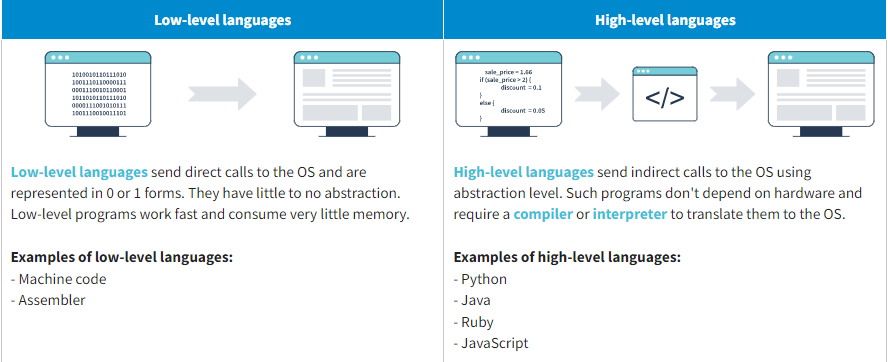 Low-level languages
High-level languages
1010010110111010
1001110110000111
0001110010110001
1011010110111010
0000111001010111
1001110010011101
sale_price = 1.66
if (sale_price > 2) {
discount = 0.1
}
else {
discount = 0.05
}
</>
Low-level languages send direct calls to the OS and are
represented in 0 or 1 forms. They have little to no abstraction.
Low-level programs work fast and consume very little memory.
Examples of low-level languages:
- Machine code
- Assembler
High-level languages send indirect calls to the OS using
abstraction level. Such programs don't depend on hardware and
require a compiler or interpreter to translate them to the OS.
Examples of high-level languages:
- Python
- Java
- Ruby
- JavaScript